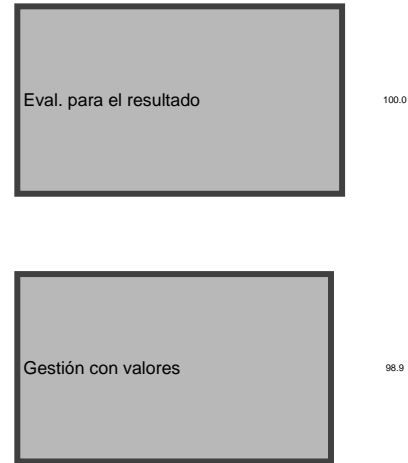 Eval. para el resultado 100.0
Gestión con valores 98.9